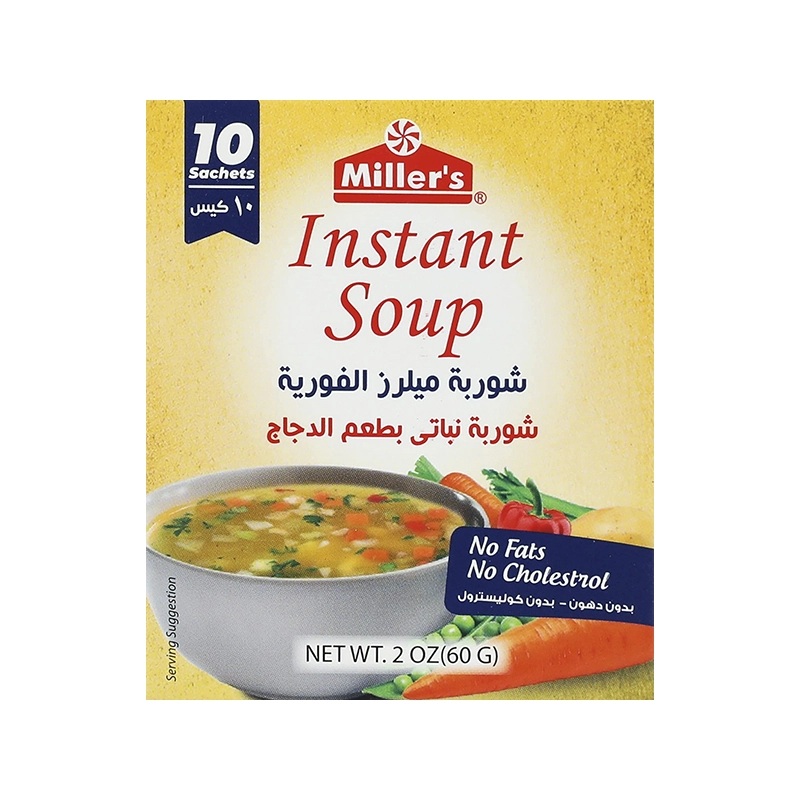 10
Sachets
١٠ كيس
Miller's
®
Instant
Soup
شوربة ميلرز الفورية
شوربة نباتى بطعم الدجاج
No Fats
No Cholestrol
بدون دهون - بدون كوليسترول
Serving Suggestion
NET WT. 2 OZ(60 G)